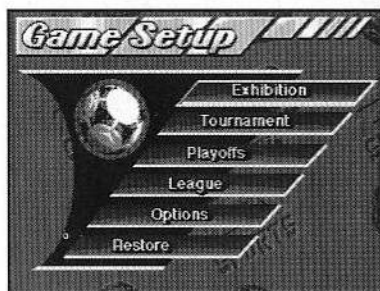 Game Setup
Exhibition
Tournament
Playoffs
League
Options
Restore